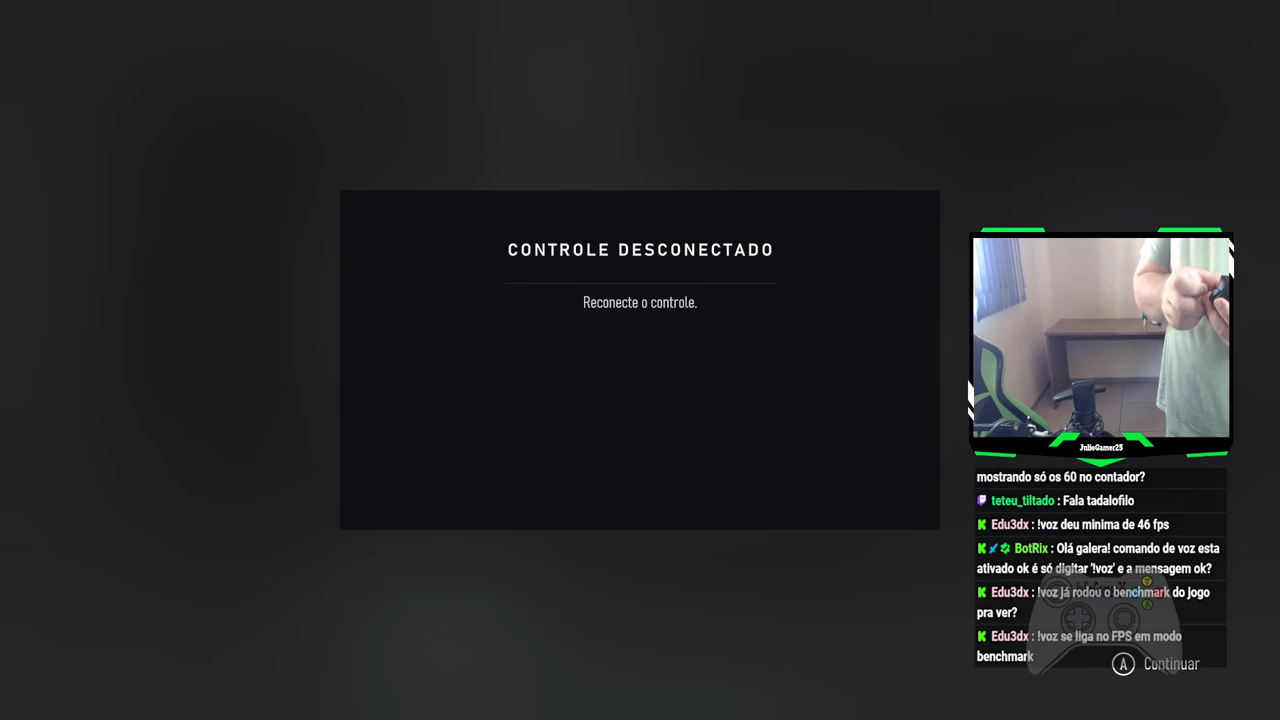 CONTROLE DESCONECTADO
Reconecte o controle.
JulioGamer25
mostrando só os 60 no contador?
teteu_tiltado : Fala tadalofilo
Edu3dx : !voz deu minima de 46 fps
BotRix : Olá galera! comando de voz esta
ativado ok é só digitar '!voz' e a mensagem ok?
Edu3dx : !voz já rodou o benchmark do jogo
pra ver?
Edu3dx : !voz se liga no FPS em modo
benchmark
A Continuar